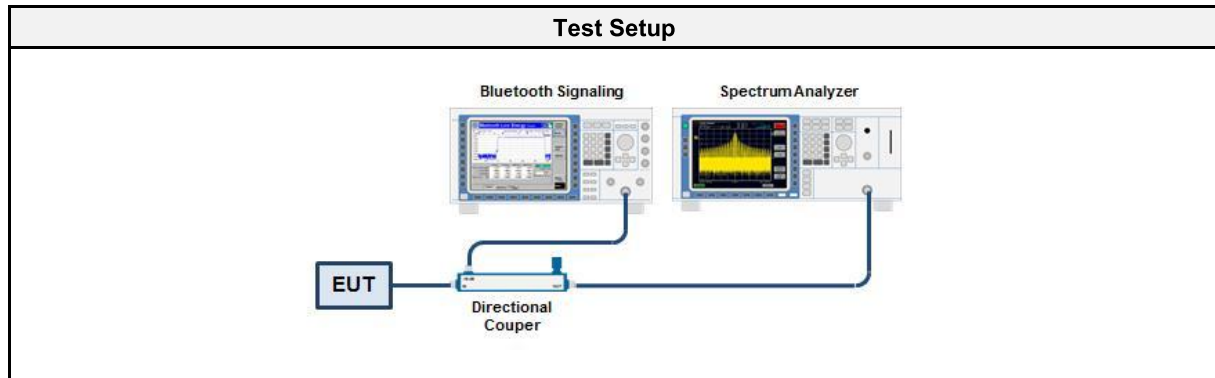 Test Setup
Bluetooth Signaling
Spectrum Analyzer
EUT
Directional
Couper